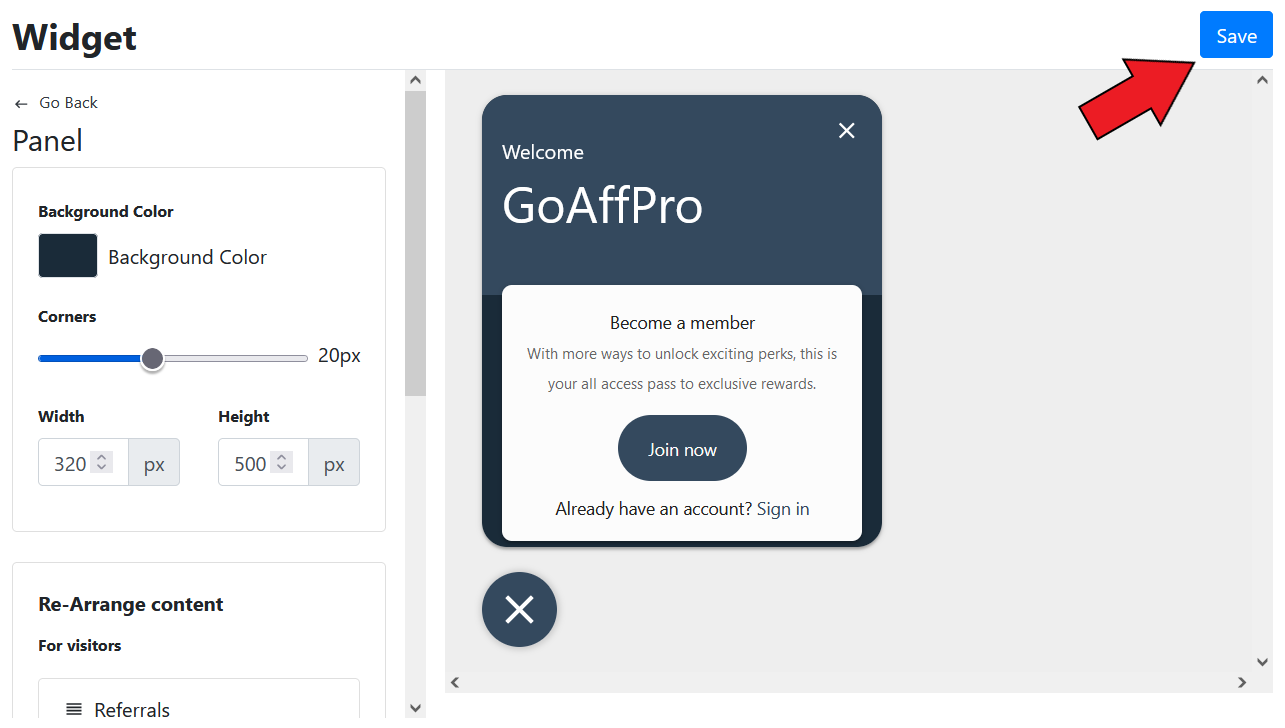 Widget
Save
Go Back
Panel
Background Color
Background Color
Corners
20px
Width
Height
320 px
500 px
Re-Arrange content
For visitors
Referrals
Welcome
GoAffPro
Become a member
With more ways to unlock exciting perks, this is
your all access pass to exclusive rewards.
Join now
Already have an account? Sign in